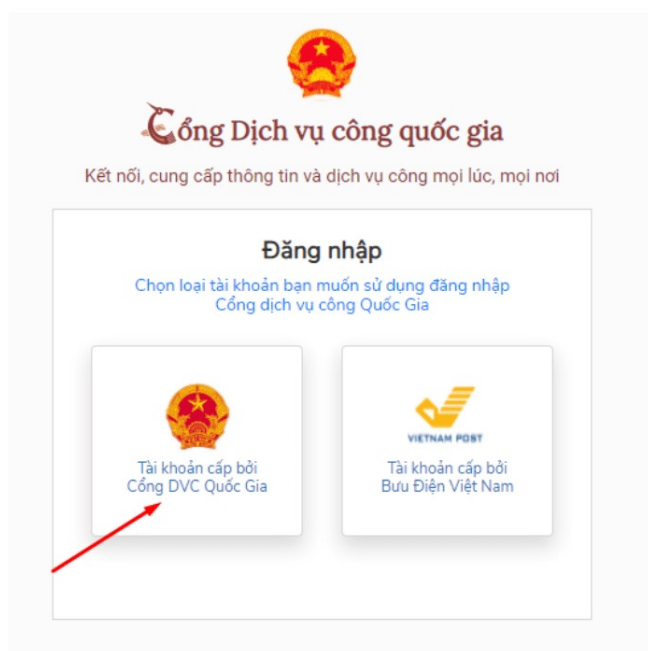 Cổng Dịch vụ công quốc gia
Kết nối, cung cấp thông tin và dịch vụ công mọi lúc, mọi nơi
Đăng nhập
Chọn loại tài khoản bạn muốn sử dụng đăng nhập
Cổng dịch vụ công Quốc Gia
Tài khoản cấp bởi
Cổng DVC Quốc Gia
VIETNAM POST
Tài khoản cấp bởi
Bưu Điện Việt Nam